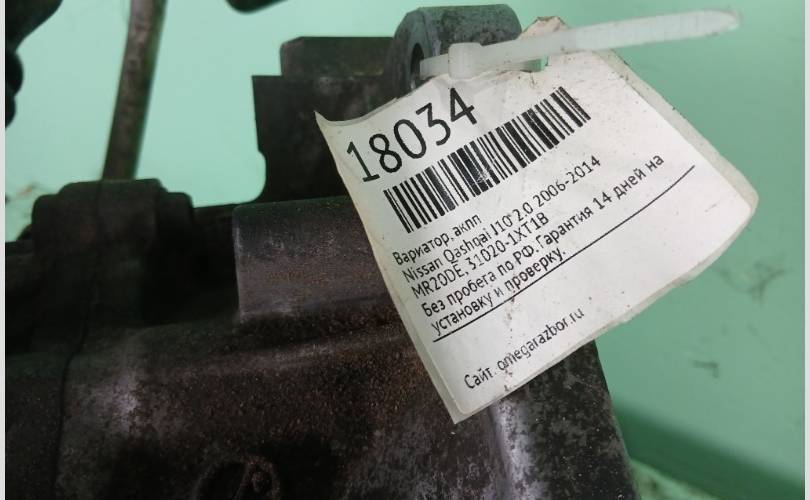 18034
Вариатор, акпп
Nissan Qashqai J10 2.0 2006-2014
MR20DE, 31020-1XT1B
Без пробега по РФ. Гарантия 14 дней на
установку и проверку.
Сайт: omegarazbor.ru